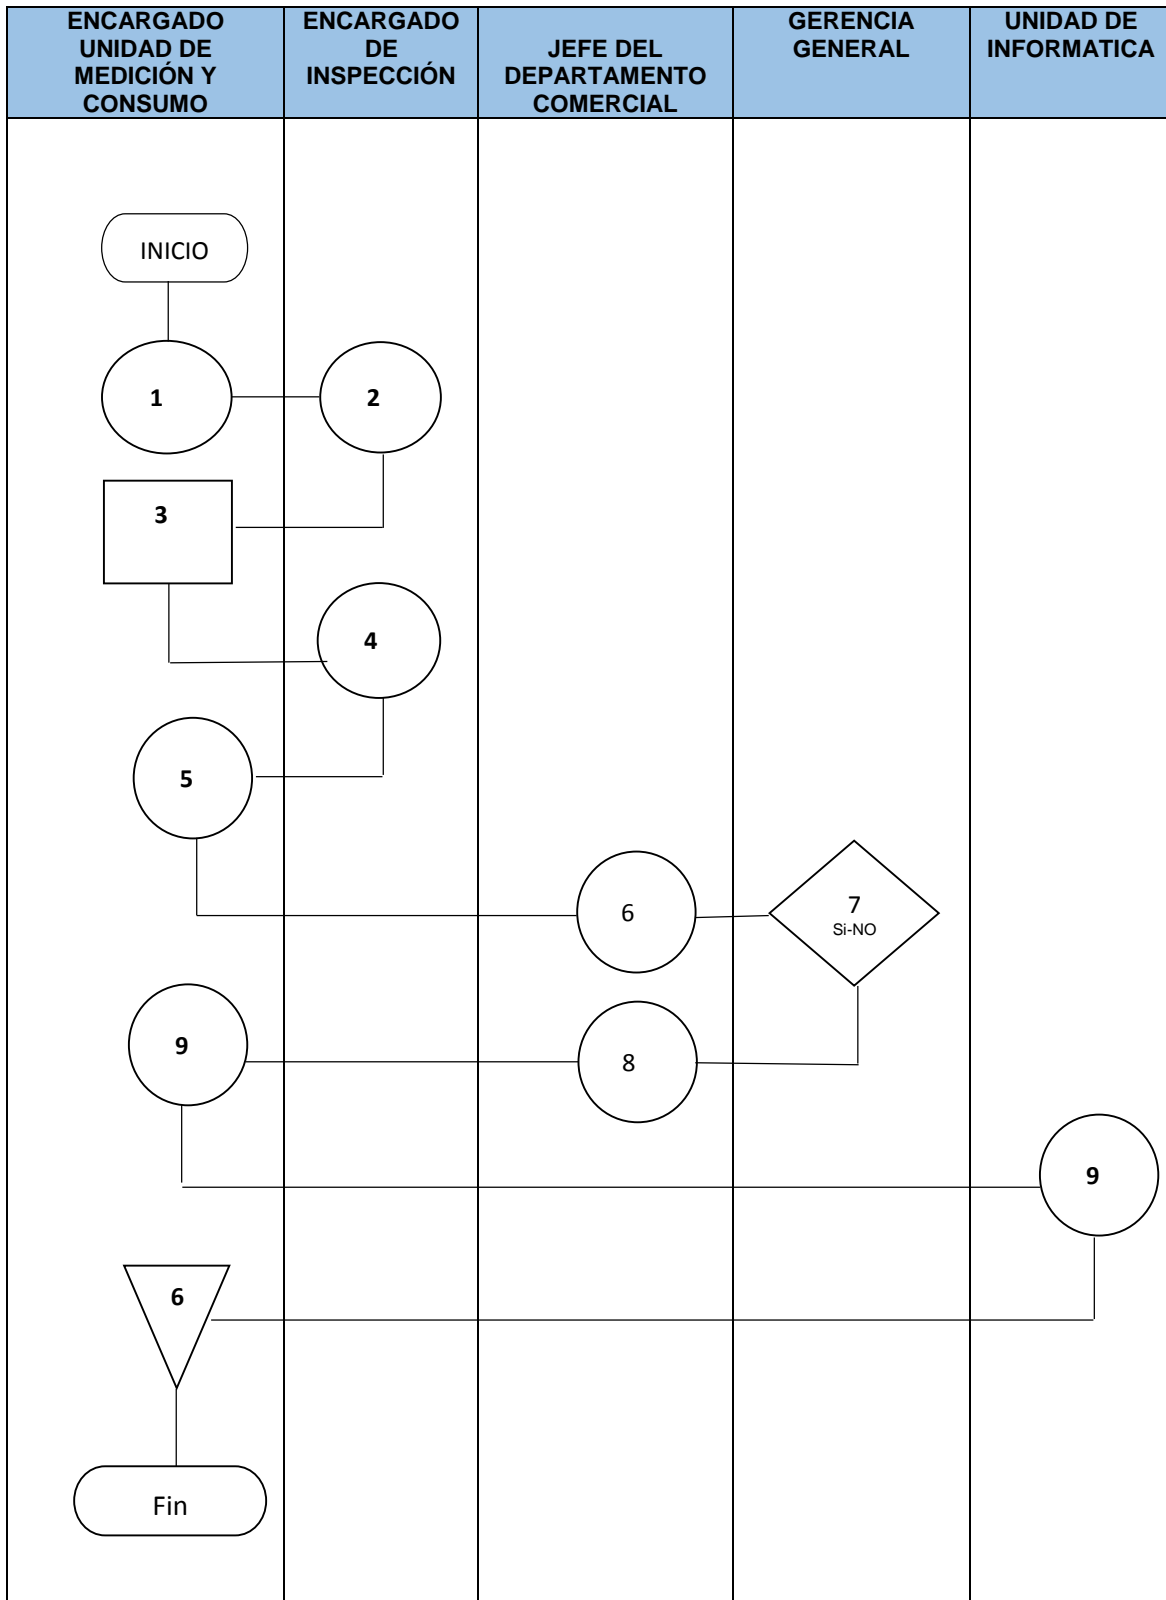 ENCARGADO
UNIDAD DE
MEDICIÓN Y
CONSUMO
ENCARGADO
DE
INSPECCIÓN
JEFE DEL
DEPARTAMENTO
COMERCIAL
GERENCIA
GENERAL
UNIDAD DE
INFORMATICA
INICIO
1
2
3
4
5
6
7
Si-NO
9
8
9
6
Fin